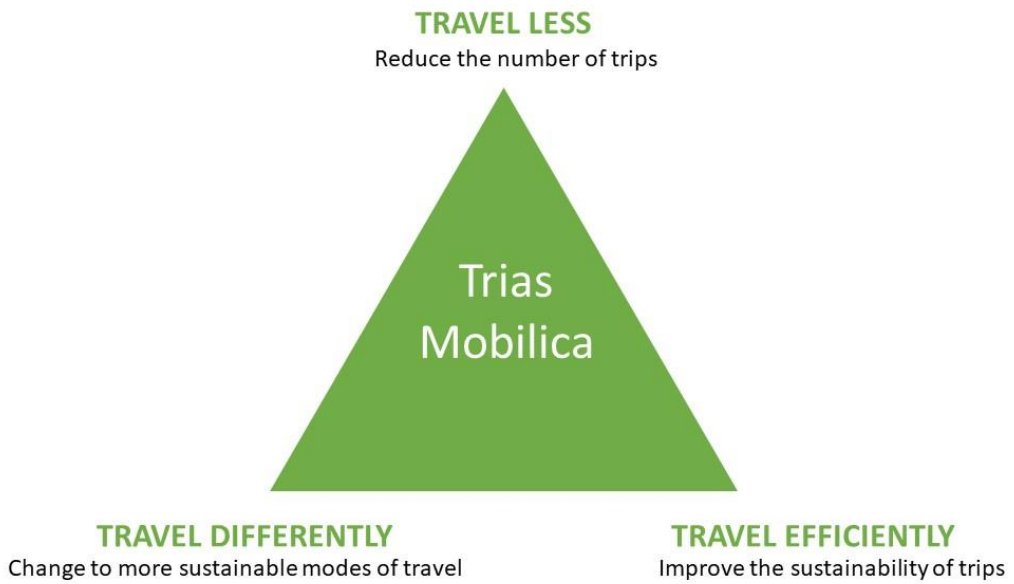 TRAVEL LESS
Reduce the number of trips
Trias
Mobilica
TRAVEL DIFFERENTLY
Change to more sustainable modes of travel
TRAVEL EFFICIENTLY
Improve the sustainability of trips